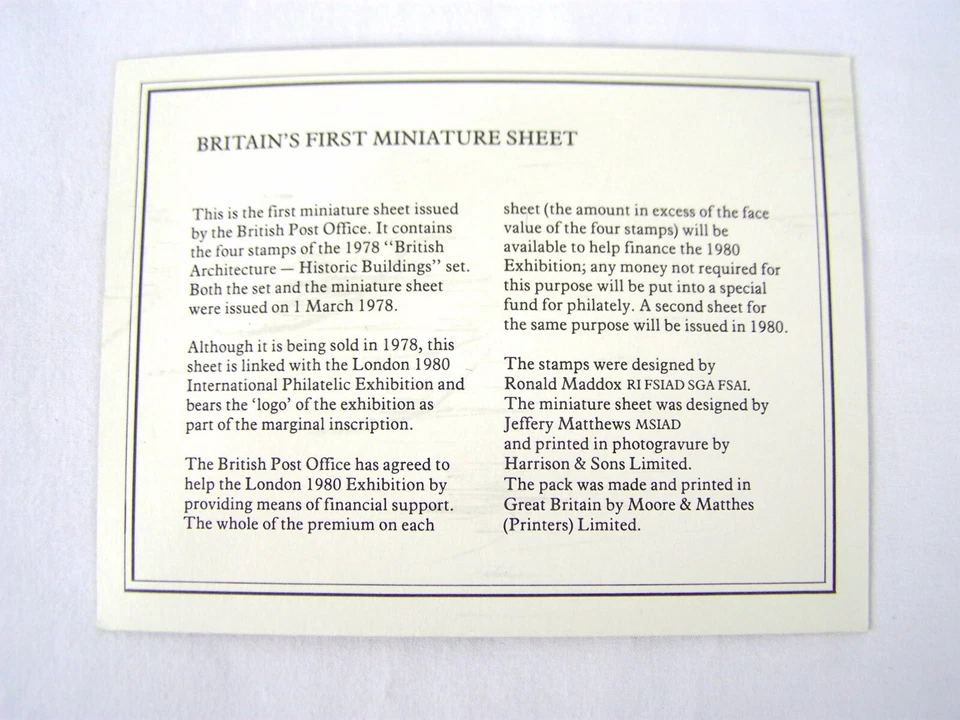 BRITAIN'S FIRST MINIATURE SHEET
This is the first miniature sheet issued
by the British Post Office. It contains
the four stamps of the 1978 “British
Architecture — Historic Buildings” set.
Both the set and the miniature sheet
were issued on 1 March 1978.
Although it is being sold in 1978, this
sheet is linked with the London 1980
International Philatelic Exhibition and
bears the ‘logo’ of the exhibition as
part of the marginal inscription.
The British Post Office has agreed to
help the London 1980 Exhibition by
providing means of financial support.
The whole of the premium on each
sheet (the amount in excess of the face
value of the four stamps) will be
available to help finance the 1980
Exhibition; any money not required for
this purpose will be put into a special
fund for philately. A second sheet for
the same purpose will be issued in 1980.
The stamps were designed by
Ronald Maddox RI FSIAD SGA FSAI.
The miniature sheet was designed by
Jeffery Matthews MSIAD
and printed in photogravure by
Harrison & Sons Limited.
The pack was made and printed in
Great Britain by Moore & Matthes
(Printers) Limited.